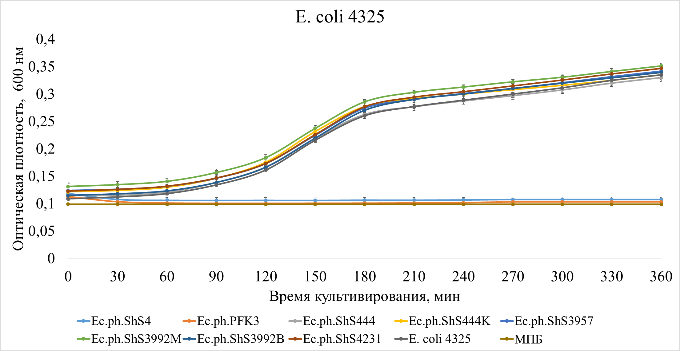 E. coli 4325
Оптическая плотность, 600 нм
0,4
0,35
0,3
0,25
0,2
0,15
0,1
0,05
0
0 30 60 90 120 150 180 210 240 270 300 330 360
Время культивирования, мин
Ec.ph.ShS4 Ec.ph.PFK3 Ec.ph.ShS444 Ec.ph.ShS444K Ec.ph.ShS3957
Ec.ph.ShS3992M Ec.ph.ShS3992B Ec.ph.ShS4231 E. coli 4325 МПБ